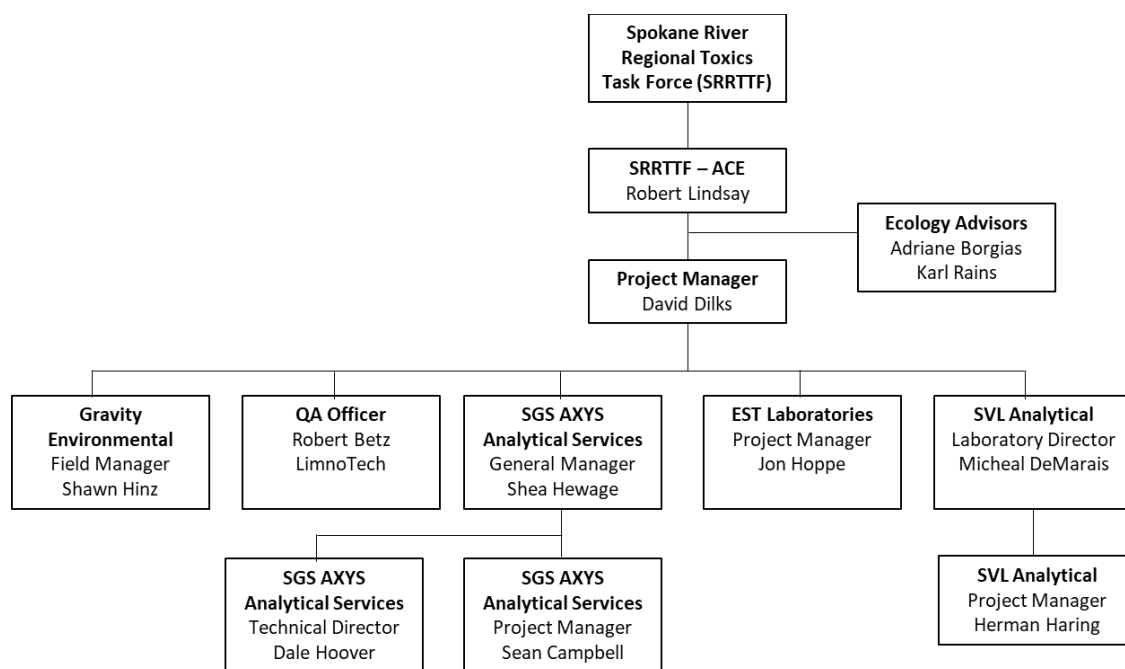 Spokane River
Regional Toxics
Task Force (SRRTTF)
SRRTTF – ACE
Robert Lindsay
Ecology Advisors
Adriane Borgias
Karl Rains
Project Manager
David Dilks
Gravity
Environmental
Field Manager
Shawn Hinz
QA Officer
Robert Betz
LimnoTech
SGS AXYS
Analytical Services
General Manager
Shea Hewage
EST Laboratories
Project Manager
Jon Hoppe
SVL Analytical
Laboratory Director
Micheal DeMarais
SGS AXYS
Analytical Services
Technical Director
Dale Hoover
SGS AXYS
Analytical Services
Project Manager
Sean Campbell
SVL Analytical
Project Manager
Herman Haring